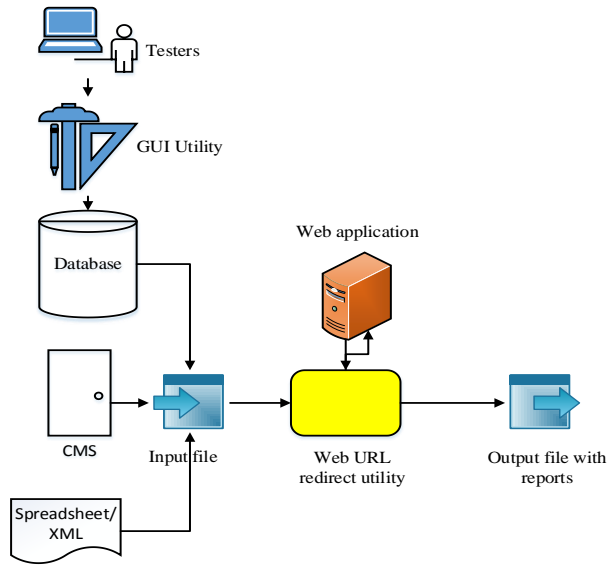 Testers
GUI Utility
Web application
Database
CMS
Input file
Web URL
redirect utility
Output file with
reports
Spreadsheet/
XML